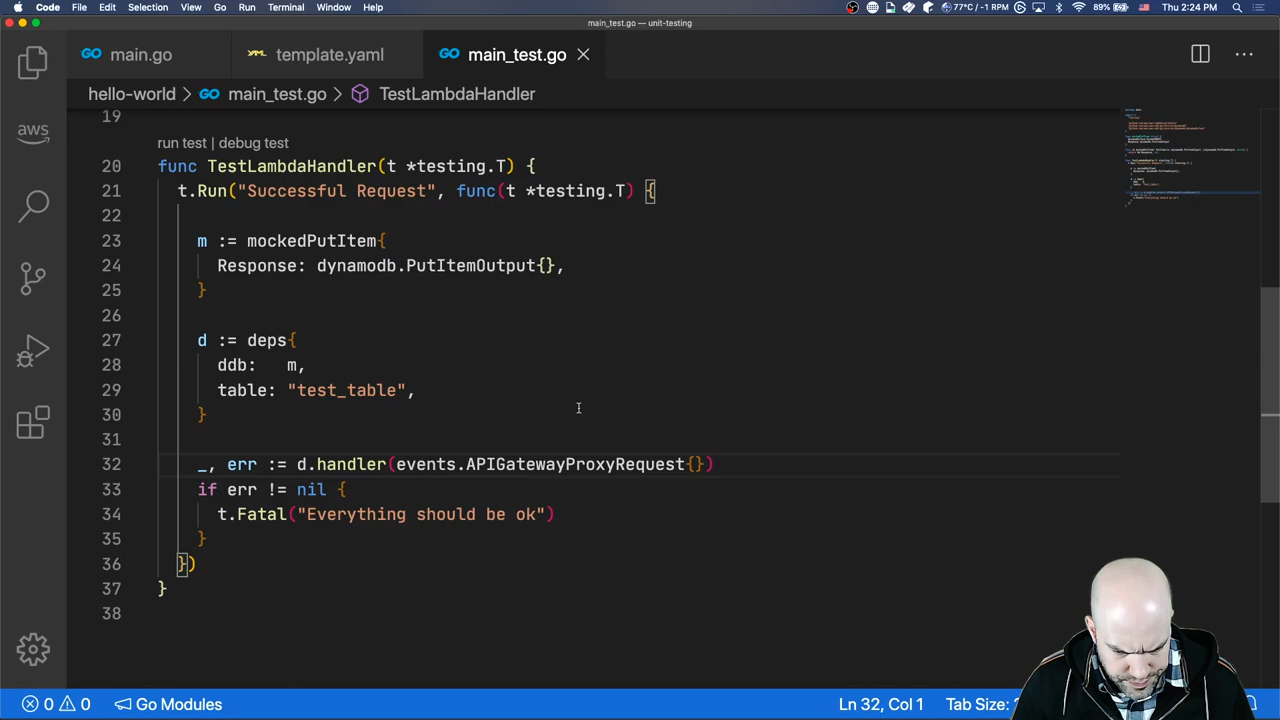 Code File Edit Selection View Go Run Terminal Window Help 77°C/ -1 RPM 89% Thu 2:24 PM
main_test.go — unit-testing
main.go template.yaml main_test.go
hello-world > main_test.go > TestLambdaHandler
19
run test | debug test
20 func TestLambdaHandler(t *testing.T) {
21 t.Run("Successful Request", func(t *testing.T) {
22
23 m := mockedPutItem{
24 Response: dynamodb.PutItemOutput{},
25 }
26
27 d := deps{
28 ddb: m,
29 table: "test_table",
30 }
31
32 _, err := d.handler(events.APIGatewayProxyRequest{})
33 if err != nil {
34 t.Fatal("Everything should be ok")
35 }
36 })
37 }
38
aws
0 0 Go Modules Ln 32, Col 1 Tab Size: